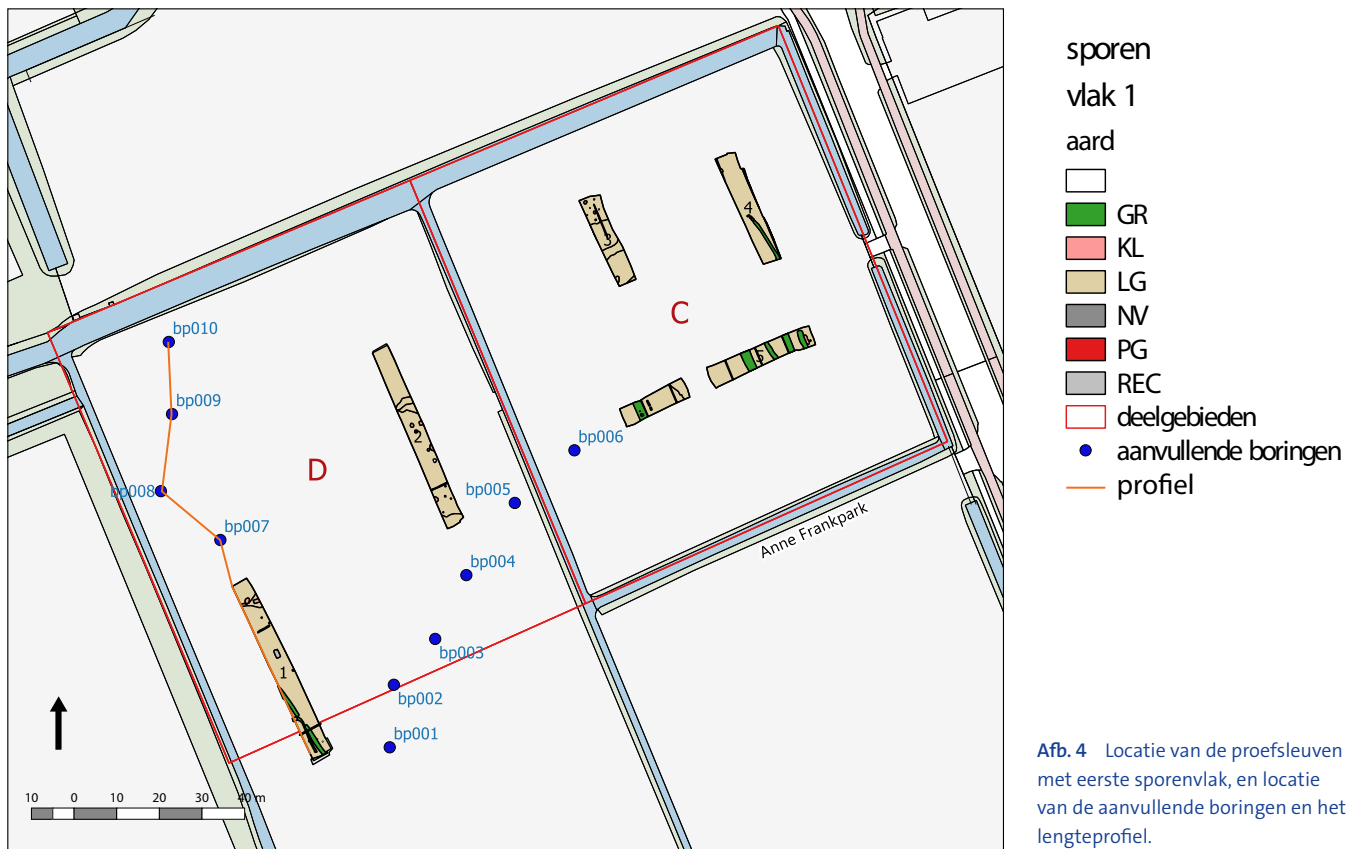 bp010
bp009
bp008
bp007
bp006
bp005
bp004
bp003
bp002
bp001
D
C
1
2
3
4
5
Anne Frankpark
10 0 10 20 30 40 m
sporen
vlak 1
aard
GR
KL
LG
NV
PG
REC
deelgebieden
aanvullende boringen
profiel
Afb. 4 Locatie van de proefsleuven
met eerste sporenvlak, en locatie
van de aanvullende boringen en het
lengteprofiel.